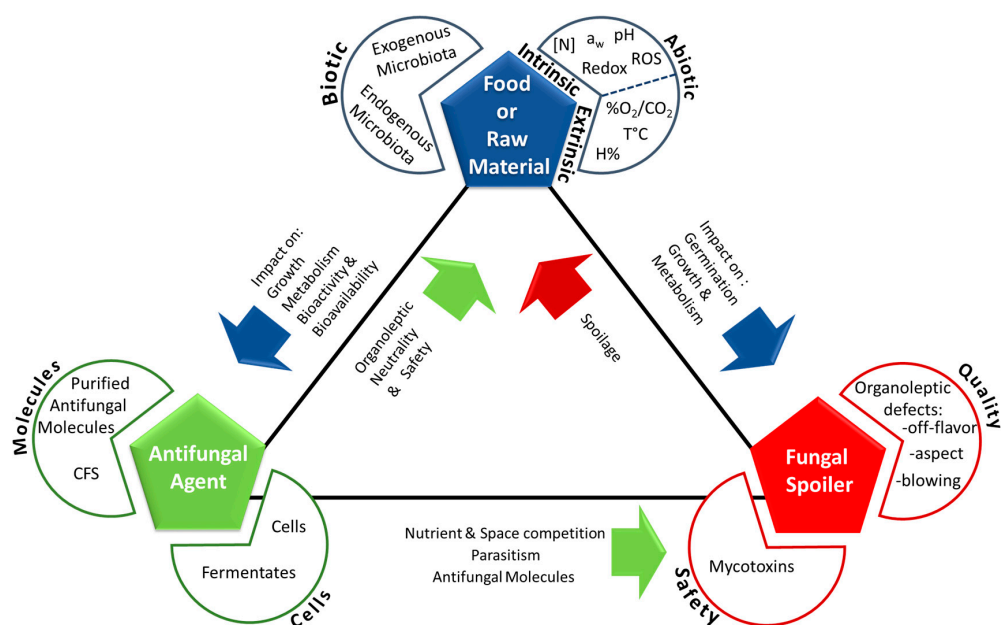 Biotic
Exogenous
Microbiota
Endogenous
Microbiota
Food
or
Raw
Material
Intrinsic
Extrinsic
Abiotic
[N] aw pH
Redox ROS
%O2/CO2
T°C
H%
Impact on:
Growth
Metabolism
Bioactivity &
Bioavailability
Organoleptic
Neutrality
& Safety
Spoilage
Impact on :
Germination
Growth &
Metabolism
Molecules
Purified
Antifungal
Molecules
CFS
Antifungal
Agent
Cells
Fermentates
Cells
Nutrient & Space competition
Parasitism
Antifungal Molecules
Fungal
Spoiler
Quality
Organoleptic
defects:
-off-flavor
-aspect
-blowing
Mycotoxins
Safety